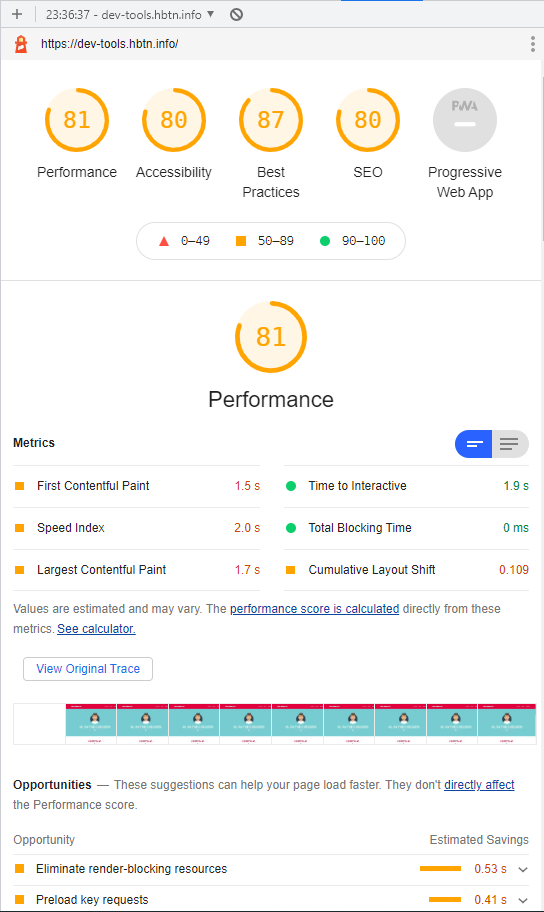 23:36:37 - dev-tools.hbtn.info
https://dev-tools.hbtn.info/
81 80 87 80 PWA
Performance Accessibility Best Practices SEO Progressive Web App
0–49 50–89 90–100
81
Performance
Metrics
First Contentful Paint 1.5 s
Time to Interactive 1.9 s
Speed Index 2.0 s
Total Blocking Time 0 ms
Largest Contentful Paint 1.7 s
Cumulative Layout Shift 0.109
Values are estimated and may vary. The performance score is calculated directly from these
metrics. See calculator.
View Original Trace
Opportunities — These suggestions can help your page load faster. They don't directly affect
the Performance score.
Opportunity Estimated Savings
Eliminate render-blocking resources 0.53 s
Preload key requests 0.41 s